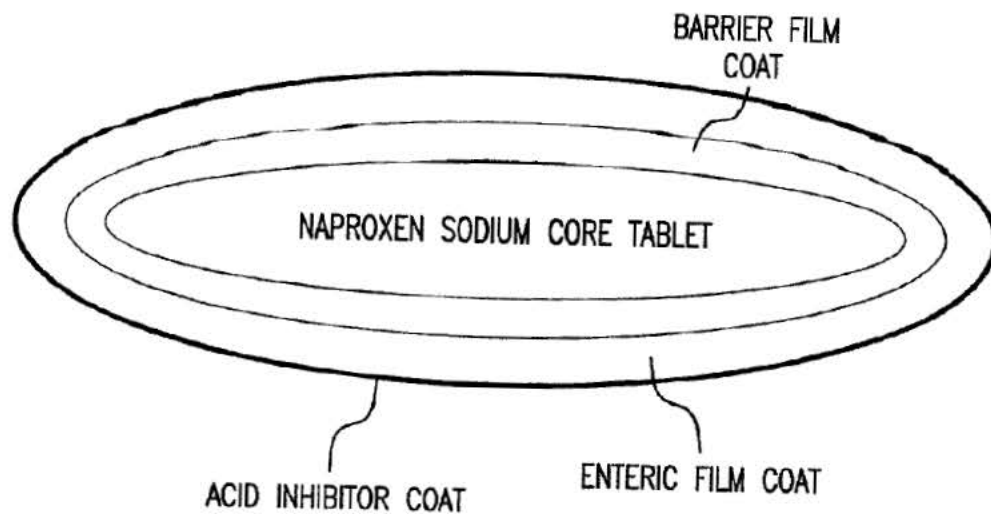 BARRIER FILM
COAT
NAPROXEN SODIUM CORE TABLET
ENTERIC FILM COAT
ACID INHIBITOR COAT